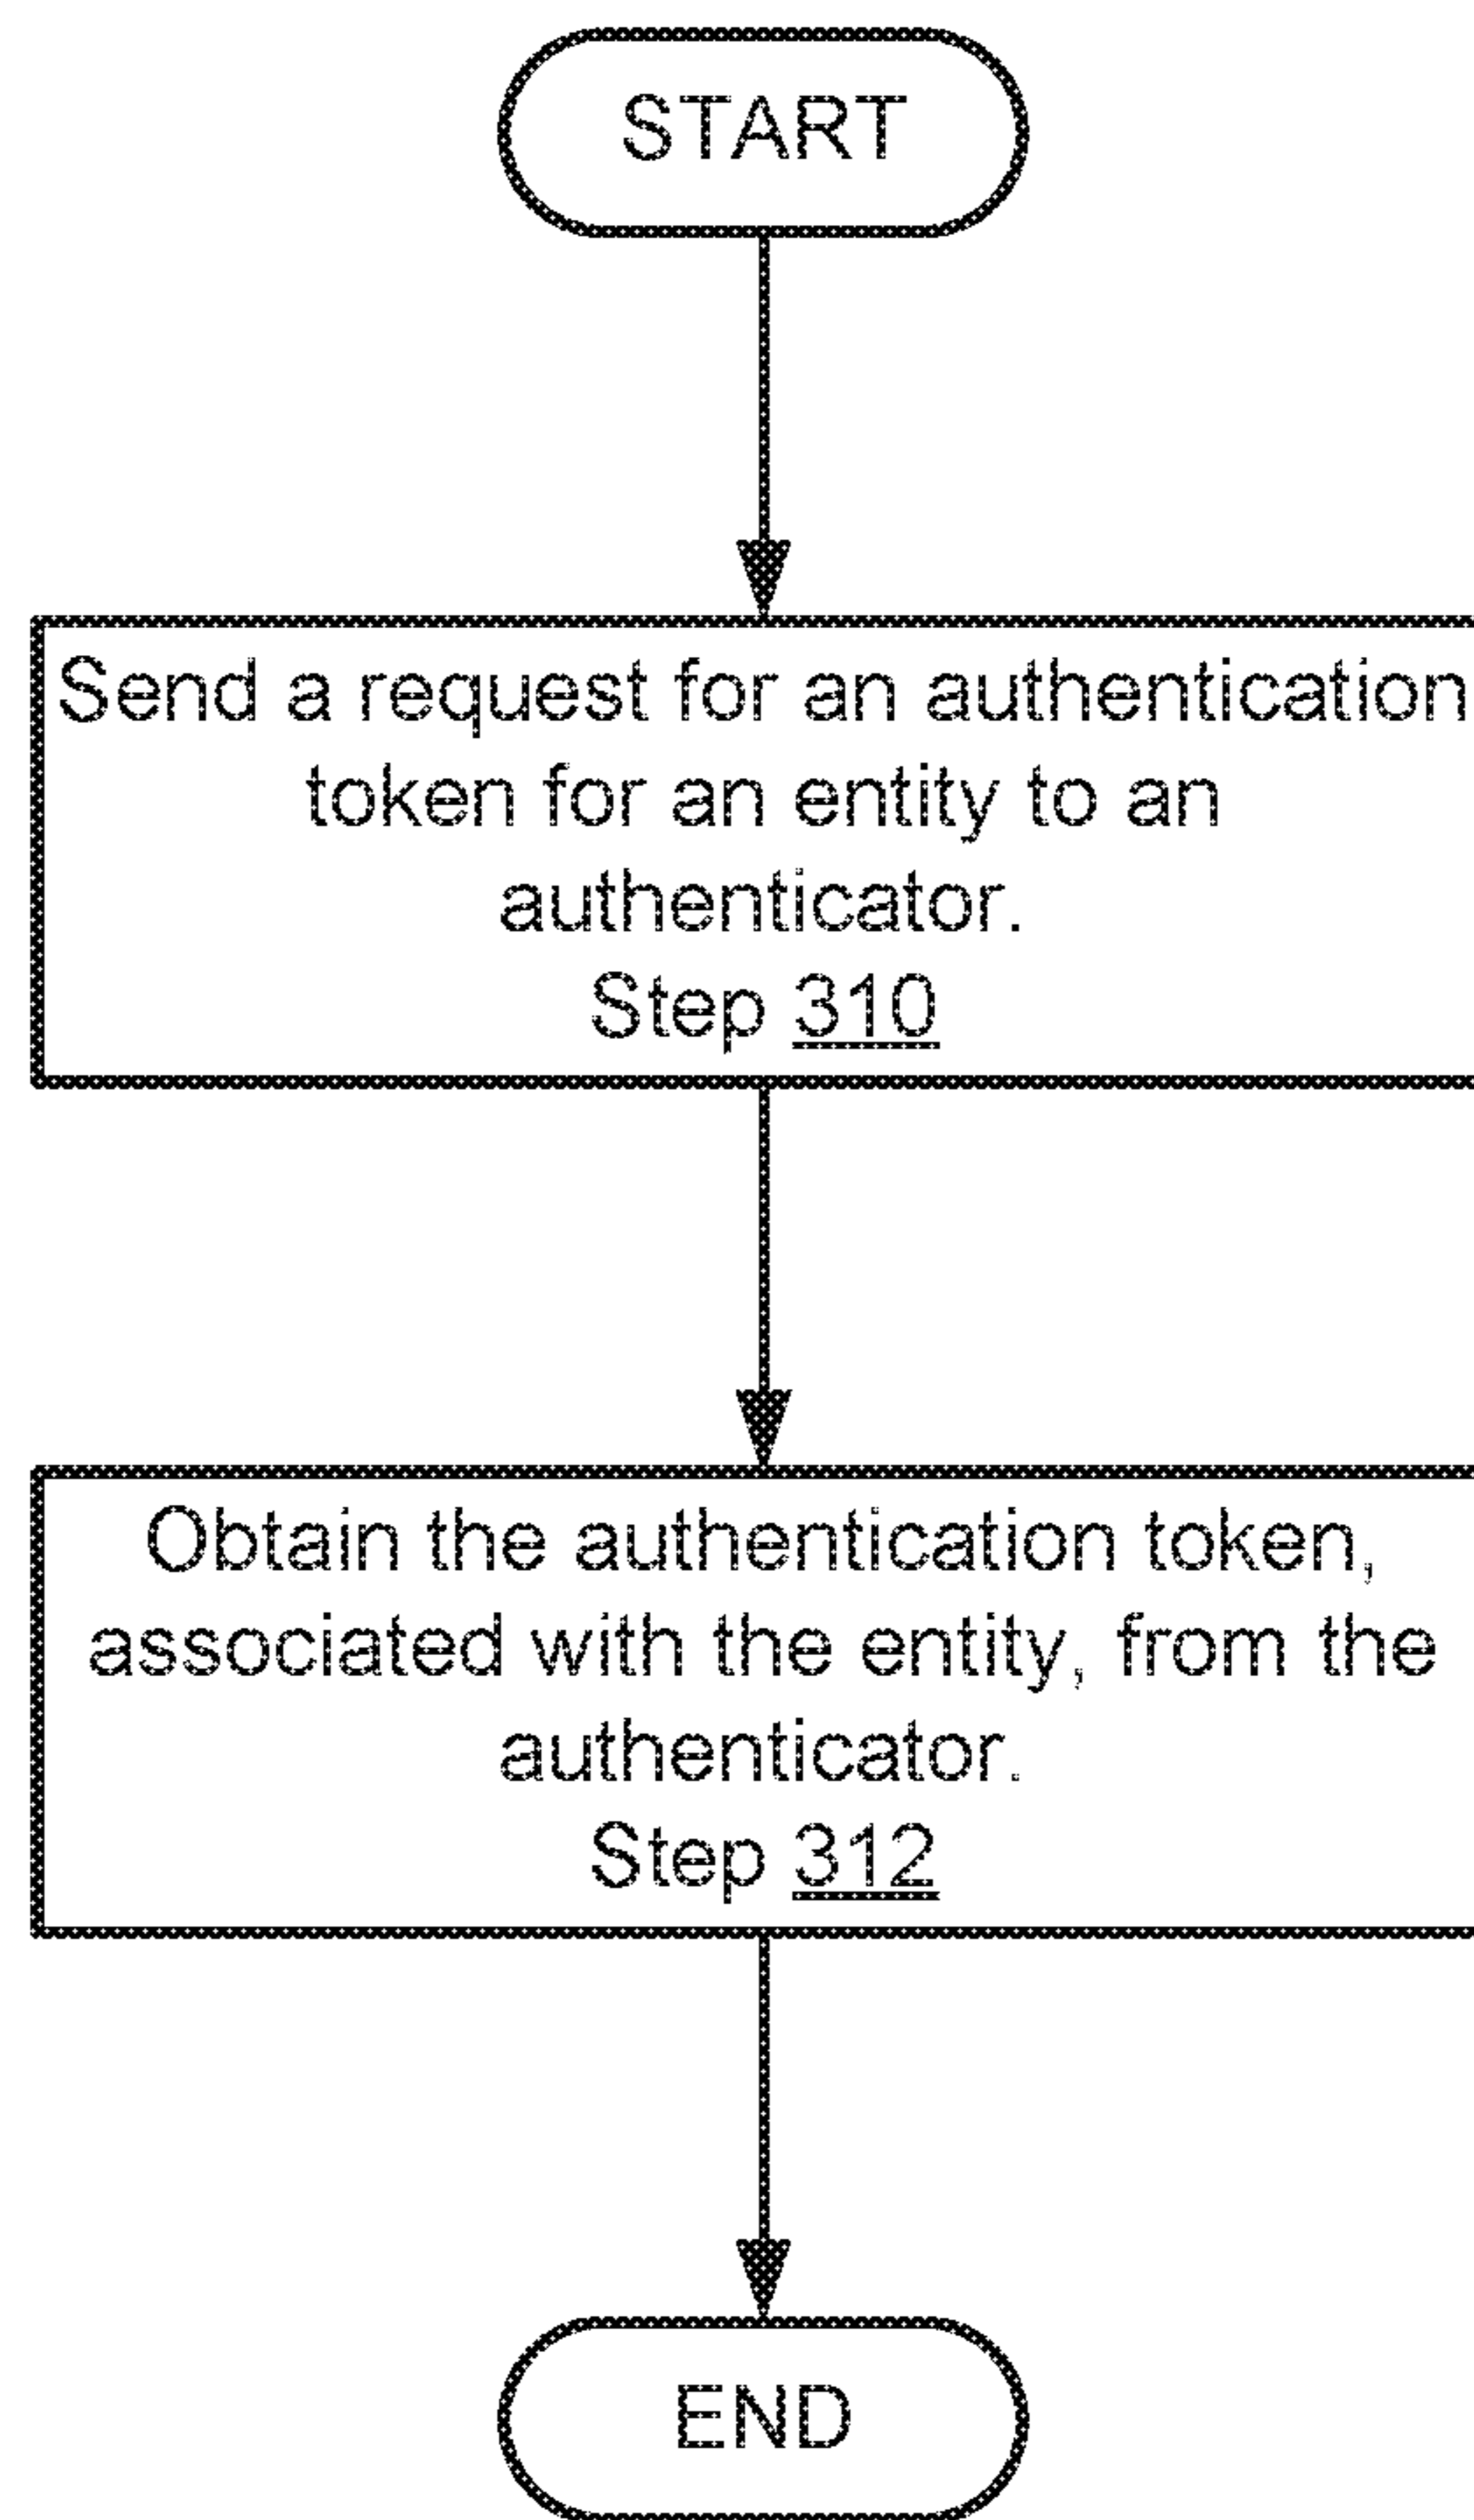 START
Send a request for an authentication
token for an entity to an
authenticator.
Step 310
Obtain the authentication token,
associated with the entity, from the
authenticator.
Step 312
END